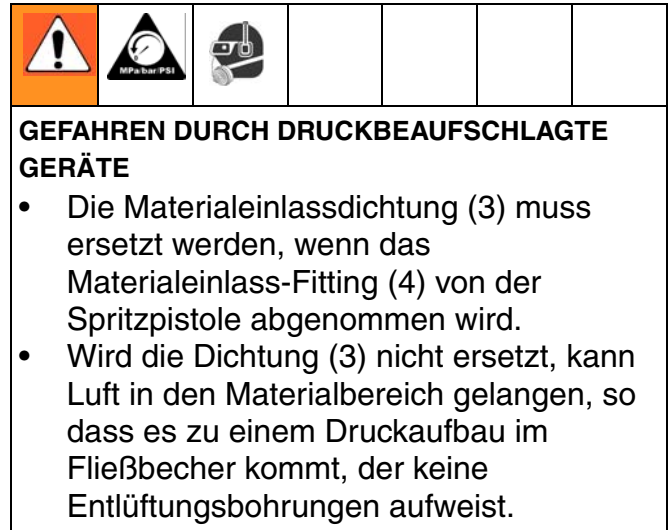 MPa/bar/PSI
GEFAHREN DURCH DRUCKBEAUFSCHLAGTE
GERÄTE
• Die Materialeinlassdichtung (3) muss
ersetzt werden, wenn das
Materialeinlass-Fitting (4) von der
Spritzpistole abgenommen wird.
• Wird die Dichtung (3) nicht ersetzt, kann
Luft in den Materialbereich gelangen, so
dass es zu einem Druckaufbau im
Fließbecher kommt, der keine
Entlüftungsbohrungen aufweist.